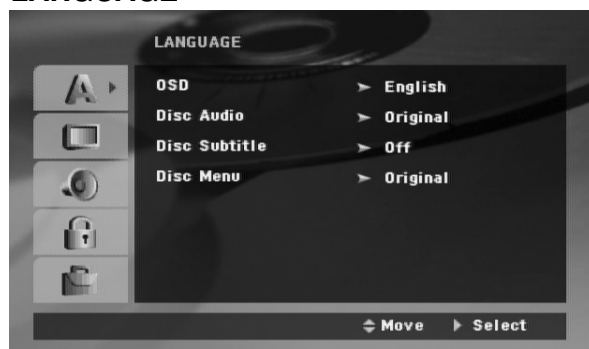 LANGUAGE
LANGUAGE
OSD ➤ English
Disc Audio ➤ Original
Disc Subtitle ➤ Off
Disc Menu ➤ Original
Move Select